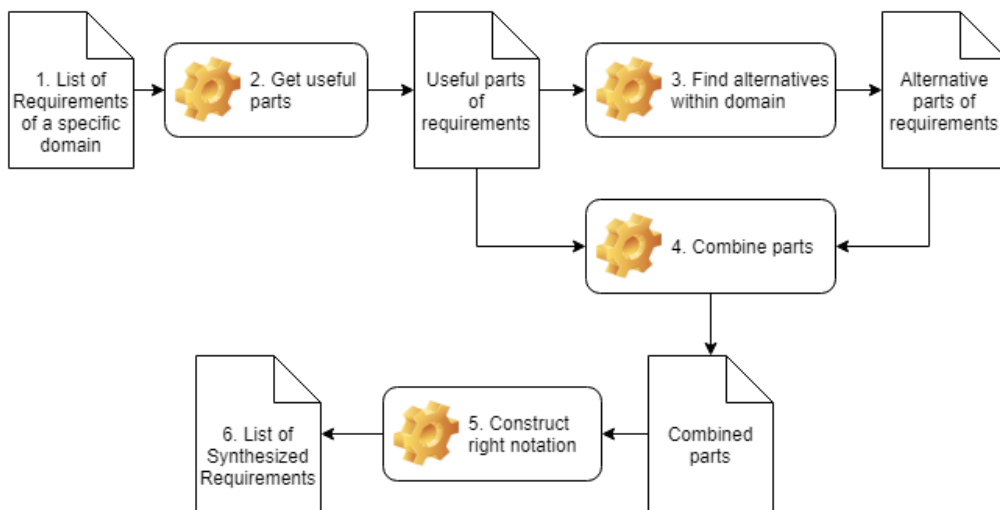 1. List of
Requirements
of a specific
domain
2. Get useful
parts
Useful parts
of
requirements
3. Find alternatives
within domain
Alternative
parts of
requirements
4. Combine parts
Combined
parts
5. Construct
right notation
6. List of
Synthesized
Requirements